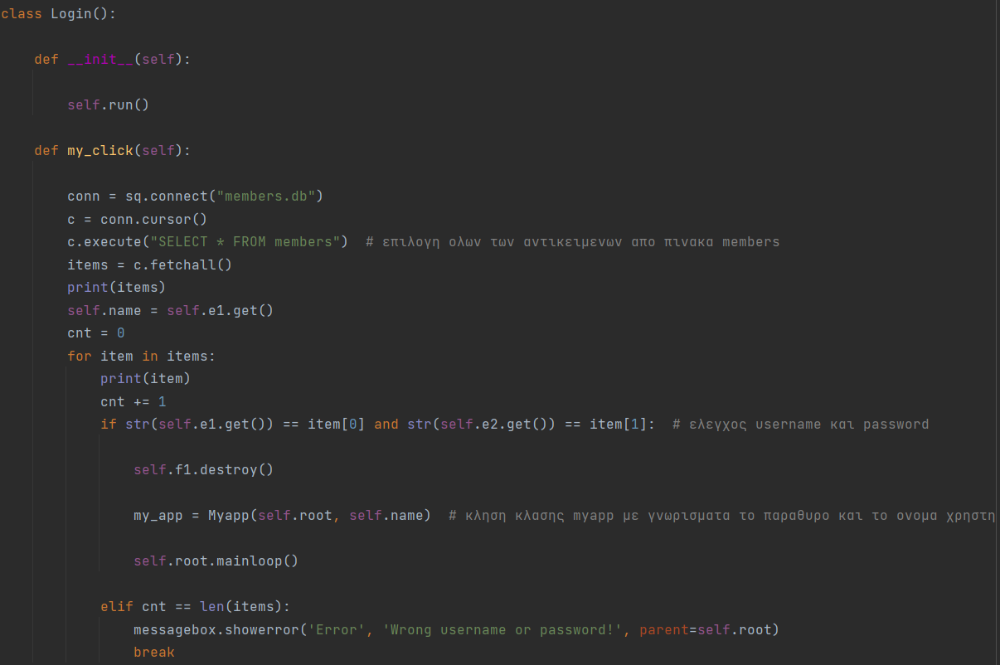 class Login():
def __init__(self):
self.run()
def my_click(self):
conn = sq.connect("members.db")
c = conn.cursor()
c.execute("SELECT * FROM members")  # επιλογη ολων των αντικειμενων απο πινακα members
items = c.fetchall()
print(items)
self.name = self.e1.get()
cnt = 0
for item in items:
print(item)
cnt += 1
if str(self.e1.get()) == item[0] and str(self.e2.get()) == item[1]:  # ελεγχος username και password
self.f1.destroy()
my_app = Myapp(self.root, self.name)  # κληση κλασης myapp με γνωρισματα το παραθυρο και το ονομα χρηστη
self.root.mainloop()
elif cnt == len(items):
messagebox.showerror('Error', 'Wrong username or password!', parent=self.root)
break